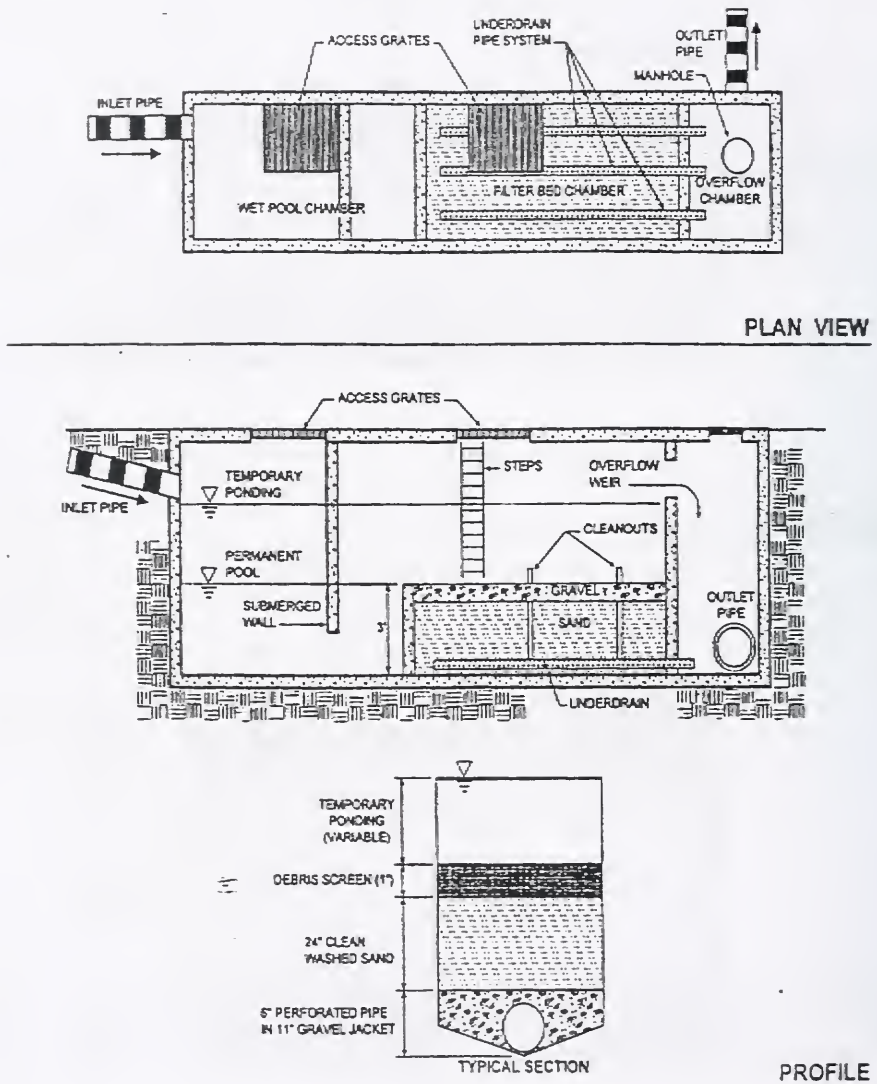 UNDERDRAIN
PIPE SYSTEM
OUTLET
PIPE
ACCESS GRATES
MANHOLE
INLET PIPE
FILTER BED CHAMBER
OVERFLOW
CHAMBER
WET POOL CHAMBER
PLAN VIEW
ACCESS GRATES
STEPS
OVERFLOW
WEIR
TEMPORARY
PONDING
INLET PIPE
CLEANOUTS
PERMANENT
POOL
GRAVEL
OUTLET
PIPE
SUBMERGED
WALL
3'
SAND
UNDERDRAIN
TEMPORARY
PONDING
(VARIABLE)
DEBRIS SCREEN (1")
24" CLEAN
WASHED SAND
6" PERFORATED PIPE
IN 11" GRAVEL JACKET
TYPICAL SECTION
PROFILE